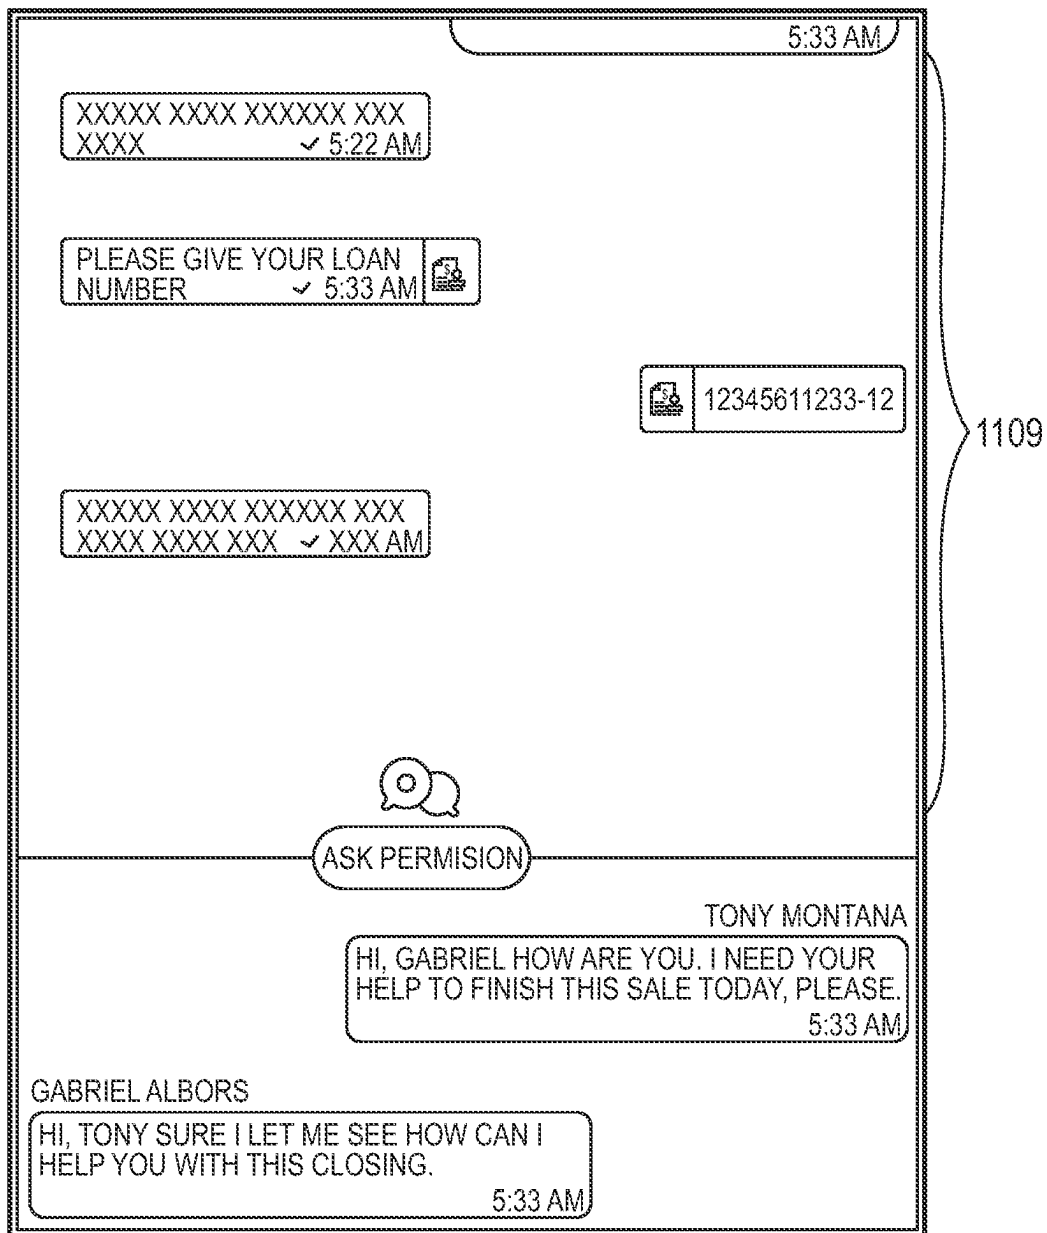 5:33 AM
XXXXX XXXX XXXXXX XXX
XXXX ✓ 5:22 AM
PLEASE GIVE YOUR LOAN
NUMBER ✓ 5:33 AM
12345611233-12
1109
XXXXX XXXX XXXXXX XXX
XXXX XXXX XXX ✓ XXX AM
ASK PERMISION
TONY MONTANA
HI, GABRIEL HOW ARE YOU. I NEED YOUR
HELP TO FINISH THIS SALE TODAY, PLEASE.
5:33 AM
GABRIEL ALBORS
HI, TONY SURE I LET ME SEE HOW CAN I
HELP YOU WITH THIS CLOSING.
5:33 AM